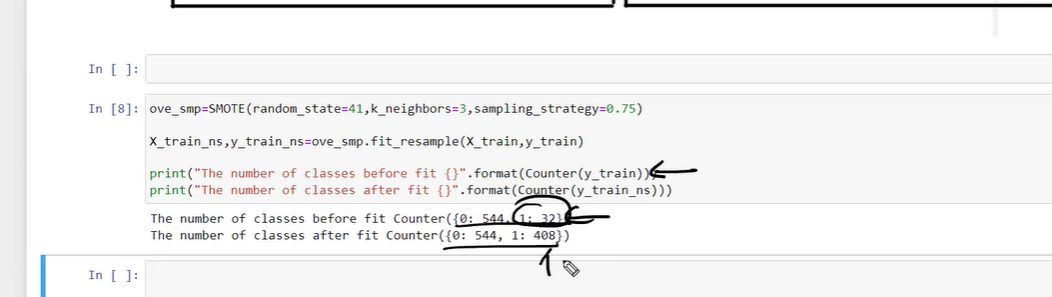 In [ ]:
In [8]: ove_smp=SMOTE(random_state=41,k_neighbors=3,sampling_strategy=0.75)
X_train_ns,y_train_ns=ove_smp.fit_resample(X_train,y_train)
print("The number of classes before fit {}".format(Counter(y_train)))
print("The number of classes after fit {}".format(Counter(y_train_ns)))
The number of classes before fit Counter({0: 544, 1: 32})
The number of classes after fit Counter({0: 544, 1: 408})
In [ ]: